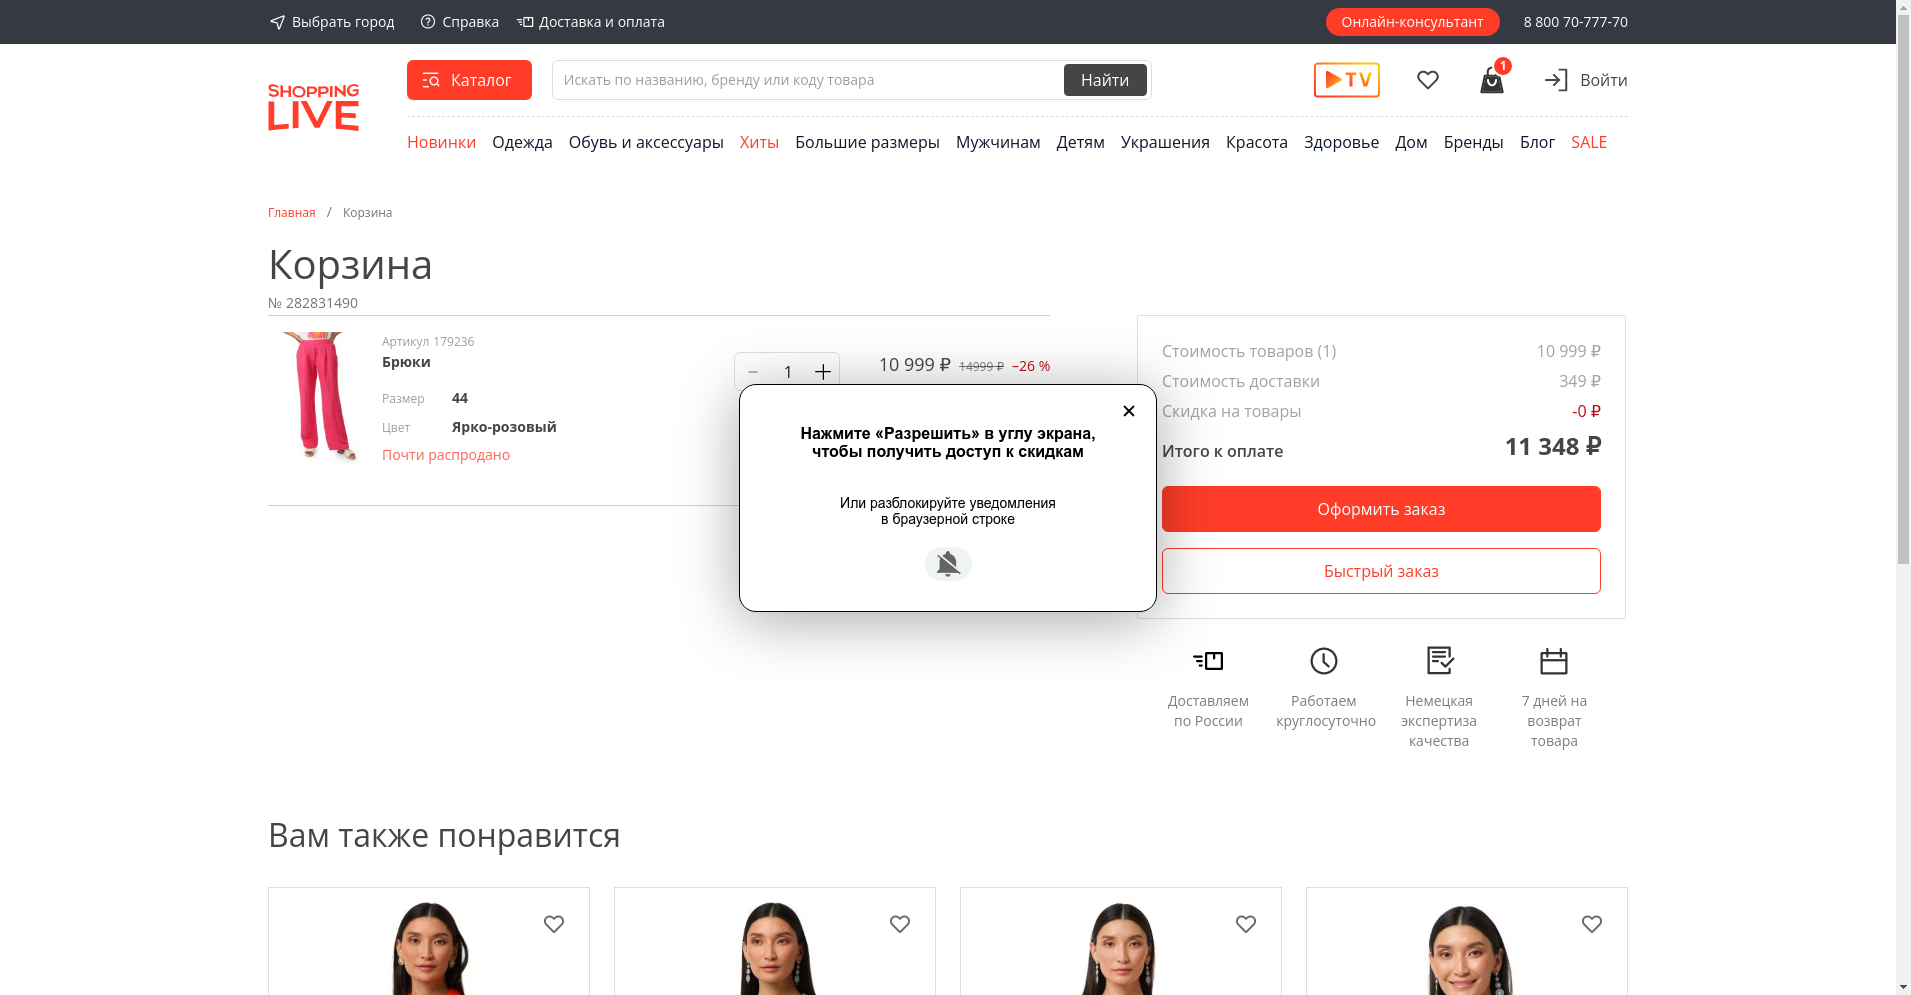 Выбрать город Справка Доставка и оплата Онлайн-консультант 8 800 70-777-70
SHOPPING
LIVE
Каталог Искать по названию, бренду или коду товара Найти TV 1 Войти
Новинки Одежда Обувь и аксессуары Хиты Большие размеры Мужчинам Детям Украшения Красота Здоровье Дом Бренды Блог SALE
Главная / Корзина
Корзина
№ 282831490
Артикул 179236
Брюки
Размер 44
Цвет Ярко-розовый
Почти распродано
1 10 999 ₽ 14999 ₽ –26 %
Нажмите «Разрешить» в углу экрана,
чтобы получить доступ к скидкам
Или разблокируйте уведомления
в браузерной строке
Стоимость товаров (1) 10 999 ₽
Стоимость доставки 349 ₽
Скидка на товары -0 ₽
Итого к оплате 11 348 ₽
Оформить заказ
Быстрый заказ
Доставляем
по России
Работаем
круглосуточно
Немецкая
экспертиза
качества
7 дней на
возврат
товара
Вам также понравится